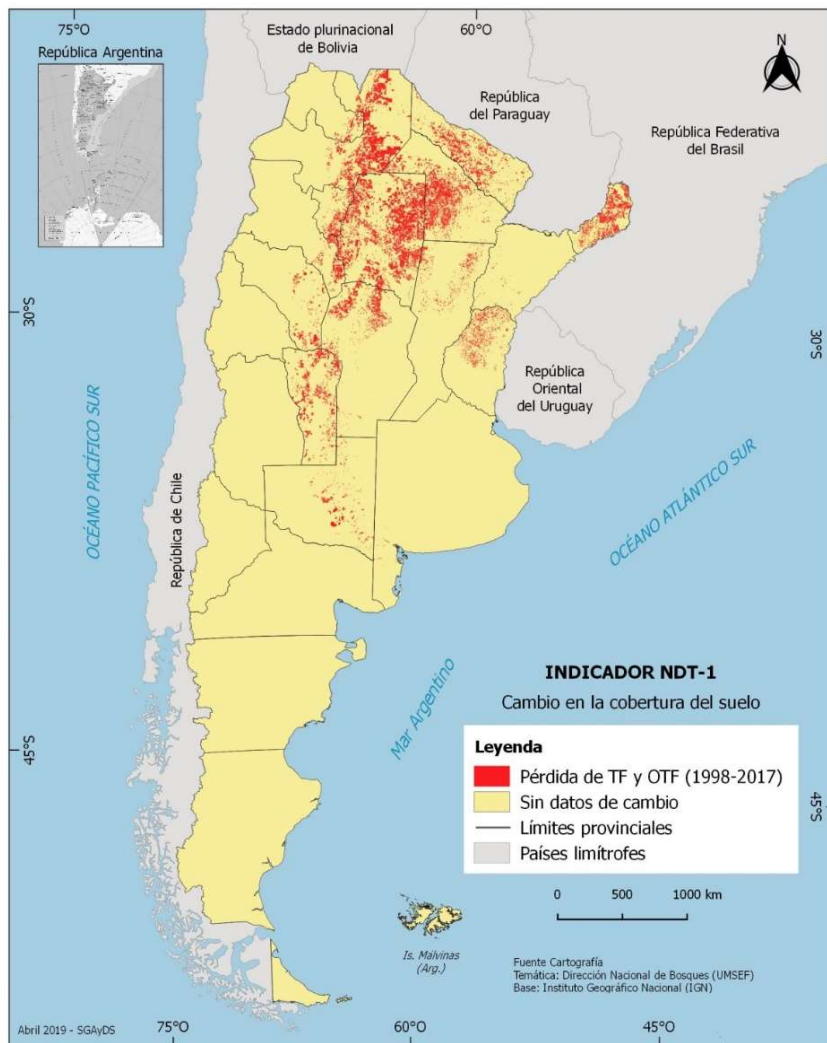 75°O
60°O
República Argentina
Estado plurinacional
de Bolivia
N
República
del Paraguay
República Federativa
del Brasil
30°S
30°S
República
Oriental
del Uruguay
OCÉANO PACÍFICO SUR
República de Chile
OCÉANO ATLÁNTICO SUR
Mar Argentino
INDICADOR NDT-1
Cambio en la cobertura del suelo
Leyenda
Pérdida de TF y OTF (1998-2017)
Sin datos de cambio
Límites provinciales
Países limítrofes
45°S
45°S
0 500 1000 km
Is. Malvinas
(Arg.)
Fuente Cartografía
Temática: Dirección Nacional de Bosques (UMSEF)
Base: Instituto Geográfico Nacional (IGN)
Abril 2019 - SGAyDS
75°O
60°O
45°O